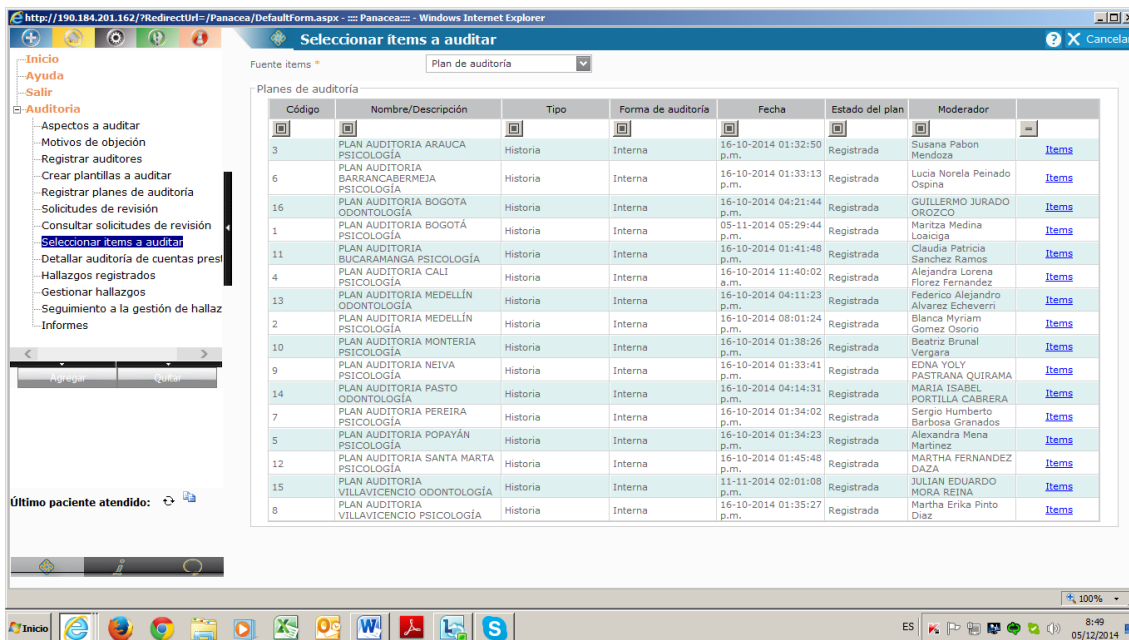 http://190.184.201.162/?RedirectUrl=/Panacea/DefaultForm.aspx - :::: Panacea:::: - Windows Internet Explorer
Seleccionar ítems a auditar
? X Cancelar
Inicio
Ayuda
Salir
Auditoria
Aspectos a auditar
Motivos de objeción
Registrar auditores
Crear plantillas a auditar
Registrar planes de auditoría
Solicitudes de revisión
Consultar solicitudes de revisión
Seleccionar items a auditar
Detallar auditoría de cuentas prest
Hallazgos registrados
Gestionar hallazgos
Seguimiento a la gestión de hallaz
Informes
Agregar Quitar
Último paciente atendido:
Fuente items * Plan de auditoría
Planes de auditoría
Código Nombre/Descripción Tipo Forma de auditoría Fecha Estado del plan Moderador
3 PLAN AUDITORIA ARAUCA PSICOLOGÍA Historia Interna 16-10-2014 01:32:50 p.m. Registrada Susana Pabon Mendoza Items
6 PLAN AUDITORIA BARRANCABERMEJA PSICOLOGÍA Historia Interna 16-10-2014 01:33:13 p.m. Registrada Lucia Norela Peinado Ospina Items
16 PLAN AUDITORIA BOGOTA ODONTOLOGÍA Historia Interna 16-10-2014 04:21:44 p.m. Registrada GUILLERMO JURADO OROZCO Items
1 PLAN AUDITORIA BOGOTÁ PSICOLOGÍA Historia Interna 05-11-2014 05:29:44 p.m. Registrada Maritza Medina Loaiciga Items
11 PLAN AUDITORIA BUCARAMANGA PSICOLOGÍA Historia Interna 16-10-2014 01:41:48 p.m. Registrada Claudia Patricia Sanchez Ramos Items
4 PLAN AUDITORIA CALI PSICOLOGÍA Historia Interna 16-10-2014 11:40:02 a.m. Registrada Alejandra Lorena Florez Fernandez Items
13 PLAN AUDITORIA MEDELLÍN ODONTOLOGÍA Historia Interna 16-10-2014 04:11:23 p.m. Registrada Federico Alejandro Alvarez Echeverri Items
2 PLAN AUDITORIA MEDELLÍN PSICOLOGÍA Historia Interna 16-10-2014 08:01:24 p.m. Registrada Blanca Myriam Gomez Osorio Items
10 PLAN AUDITORIA MONTERIA PSICOLOGÍA Historia Interna 16-10-2014 01:38:26 p.m. Registrada Beatriz Brunal Vergara Items
9 PLAN AUDITORIA NEIVA PSICOLOGÍA Historia Interna 16-10-2014 01:33:41 p.m. Registrada EDNA YOLY PASTRANA QUIRAMA Items
14 PLAN AUDITORIA PASTO ODONTOLOGÍA Historia Interna 16-10-2014 04:14:31 p.m. Registrada MARIA ISABEL PORTILLA CABRERA Items
7 PLAN AUDITORIA PEREIRA PSICOLOGÍA Historia Interna 16-10-2014 01:34:02 p.m. Registrada Sergio Humberto Barbosa Granados Items
5 PLAN AUDITORIA POPAYÁN PSICOLOGÍA Historia Interna 16-10-2014 01:34:23 p.m. Registrada Alexandra Mena Martinez Items
12 PLAN AUDITORIA SANTA MARTA PSICOLOGÍA Historia Interna 16-10-2014 01:45:48 p.m. Registrada MARTHA FERNANDEZ DAZA Items
15 PLAN AUDITORIA VILLAVICENCIO ODONTOLOGÍA Historia Interna 11-11-2014 02:01:08 p.m. Registrada JULIAN EDUARDO MORA REINA Items
8 PLAN AUDITORIA VILLAVICENCIO PSICOLOGÍA Historia Interna 16-10-2014 01:35:27 p.m. Registrada Martha Erika Pinto Diaz Items
100%
Inicio
ES
8:49
05/12/2014